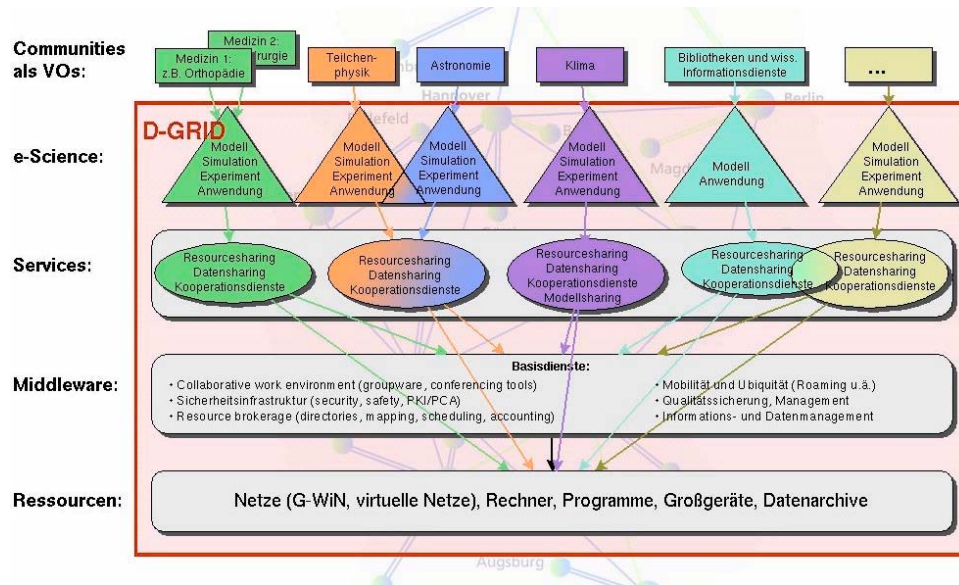 Communities
als VOs:
Medizin 1:
z.B. Orthopädie
Medizin 2:
Teilchen-
physik
Astronomie
Klima
Bibliotheken und wiss.
Informationsdienste
...
Hannover
Berlin
D-GRID
e-Science:
Modell
Simulation
Experiment
Anwendung
Modell
Simulation
Experiment
Anwendung
Modell
Simulation
Experiment
Anwendung
Modell
Simulation
Experiment
Anwendung
Modell
Anwendung
Modell
Simulation
Experiment
Anwendung
Services:
Resourcesharing
Datensharing
Kooperationsdienste
Resourcesharing
Datensharing
Kooperationsdienste
Resourcesharing
Datensharing
Kooperationsdienste
Modellsharing
Resourcesharing
Datensharing
Kooperationsdienste
Resourcesharing
Datensharing
Kooperationsdienste
Middleware:
Basisdienste:
• Collaborative work environment (groupware, conferencing tools)
• Sicherheitsinfrastruktur (security, safety, PKI/PCA)
• Resource brokerage (directories, mapping, scheduling, accounting)
• Mobilität und Ubiquität (Roaming u.ä.)
• Qualitätssicherung, Management
• Informations- und Datenmanagement
Ressourcen:
Netze (G-WiN, virtuelle Netze), Rechner, Programme, Großgeräte, Datenarchive
Augsburg